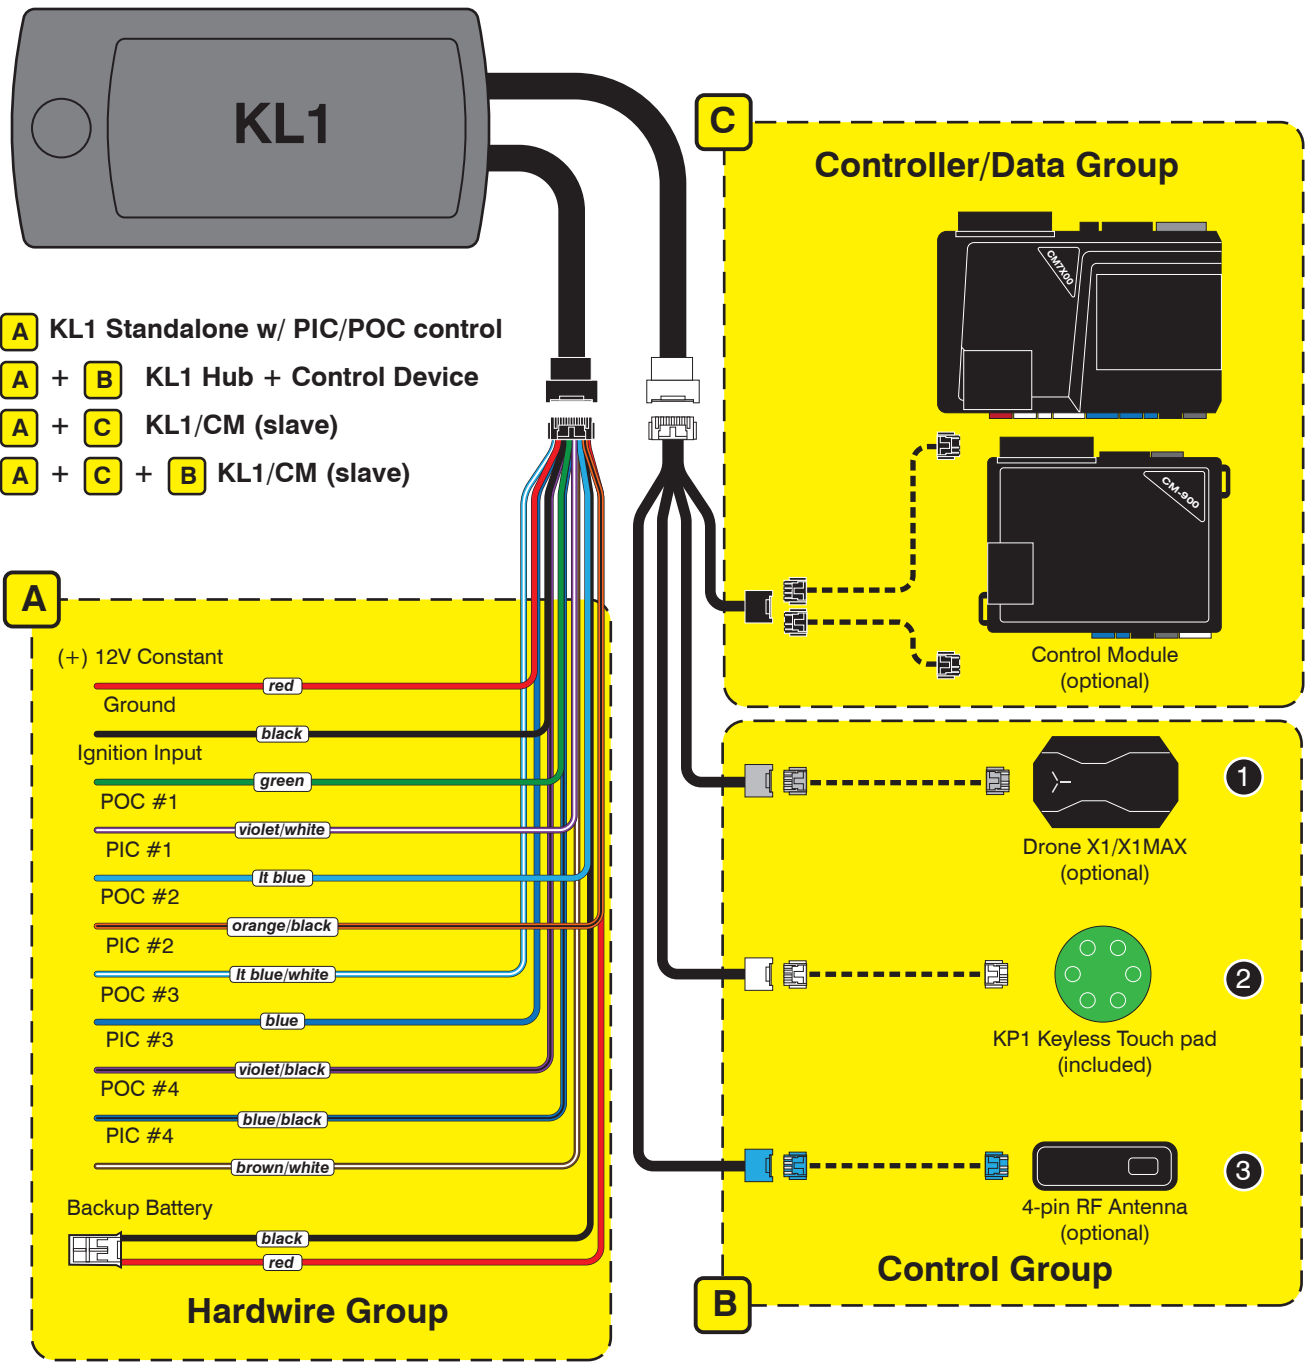 KL1
A KL1 Standalone w/ PIC/POC control
A + B KL1 Hub + Control Device
A + C KL1/CM (slave)
A + C + B KL1/CM (slave)
A
(+) 12V Constant
red
Ground
black
Ignition Input
green
POC #1
violet/white
PIC #1
lt blue
POC #2
orange/black
PIC #2
lt blue/white
POC #3
blue
PIC #3
violet/black
POC #4
blue/black
PIC #4
brown/white
Backup Battery
black
red
Hardwire Group
C
Controller/Data Group
CM7X00
CM-900
Control Module
(optional)
1
Drone X1/X1MAX
(optional)
2
KP1 Keyless Touch pad
(included)
3
4-pin RF Antenna
(optional)
Control Group
B